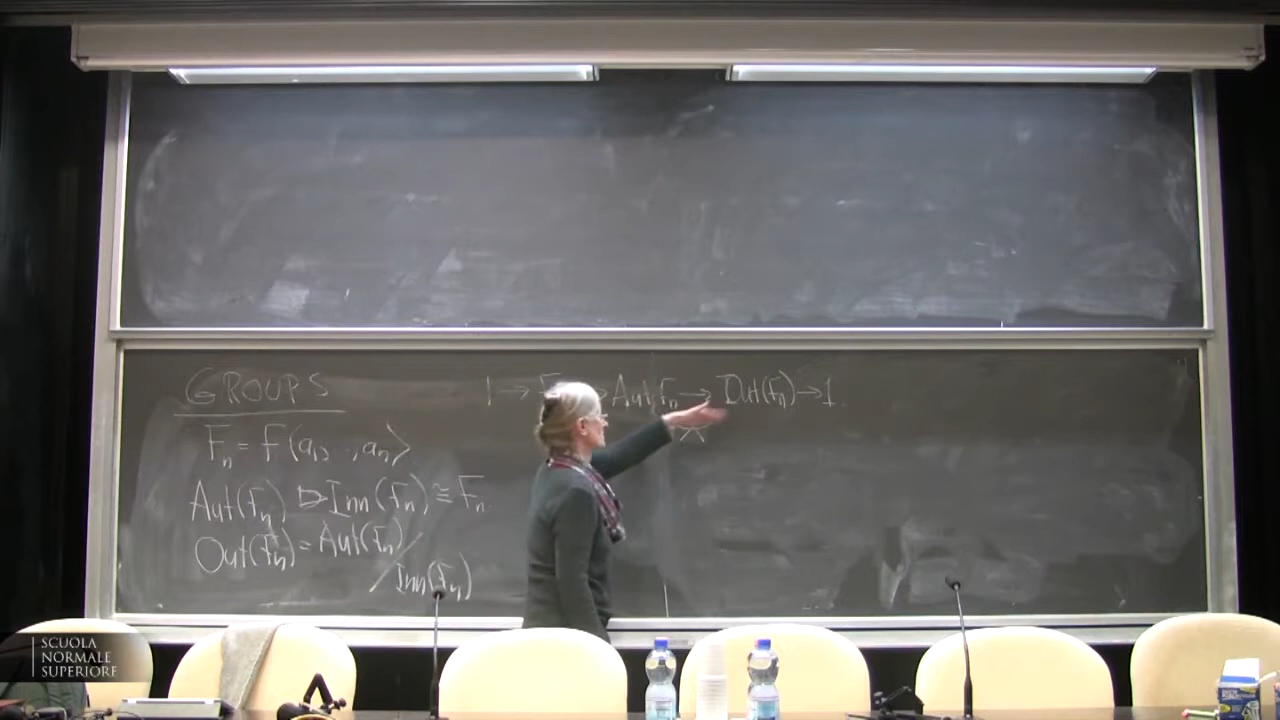 GROUPS
Fₙ = F⟨a₁, ..., aₙ⟩
Aut(Fₙ) ⊵ Inn(Fₙ) ≅ Fₙ
Out(Fₙ) = Aut(Fₙ)
/ Inn(Fₙ)
1 → F → Aut Fₙ → Out(Fₙ) → 1
SCUOLA
NORMALE
SUPERIORE